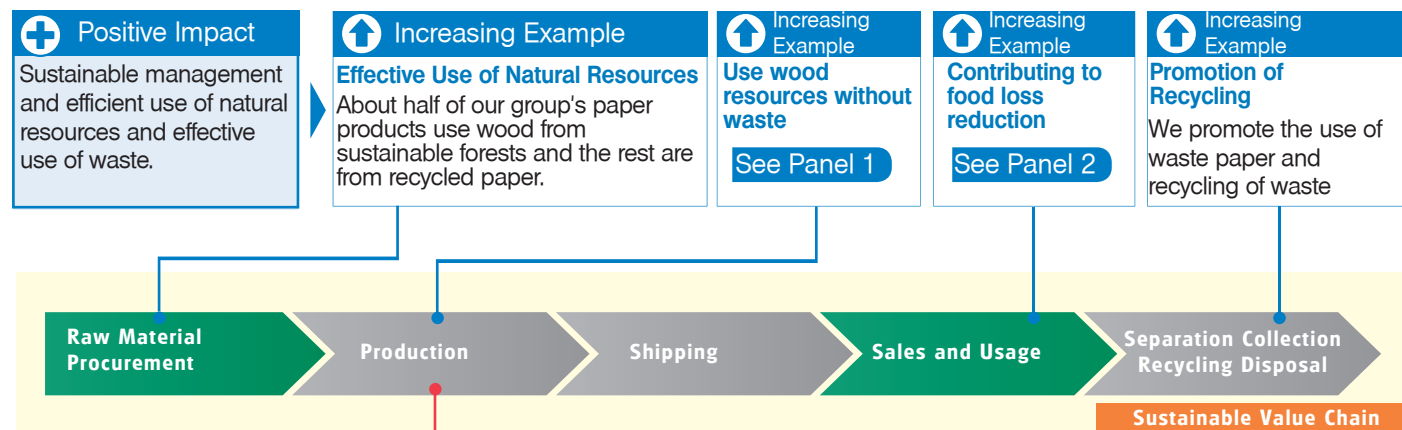 Positive Impact
Sustainable management
and efficient use of natural
resources and effective
use of waste.
Increasing Example
Effective Use of Natural Resources
About half of our group's paper
products use wood from
sustainable forests and the rest are
from recycled paper.
Increasing
Example
Use wood
resources without
waste
See Panel 1
Increasing
Example
Contributing to
food loss
reduction
See Panel 2
Increasing
Example
Promotion of
Recycling
We promote the use of
waste paper and
recycling of waste
Raw Material
Procurement
Production
Shipping
Sales and Usage
Separation Collection
Recycling Disposal
Sustainable Value Chain